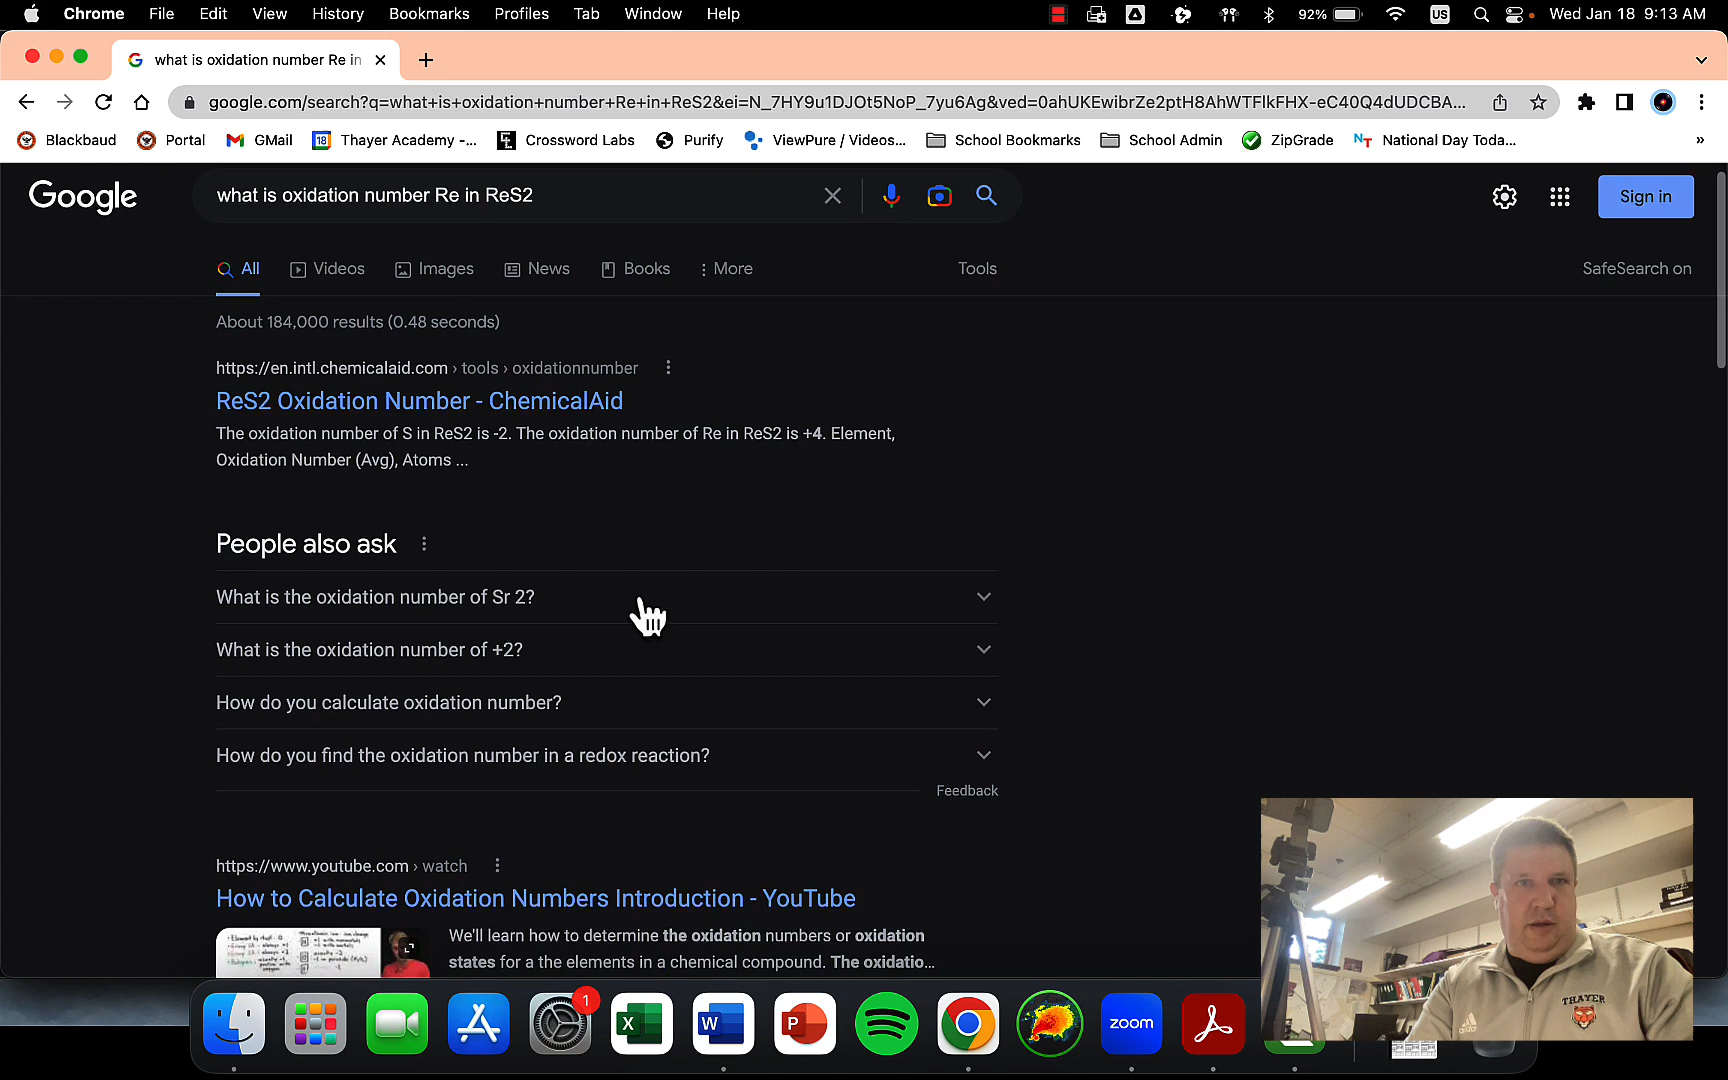 Chrome File Edit View History Bookmarks Profiles Tab Window Help 92% US Wed Jan 18 9:13 AM
what is oxidation number Re in
google.com/search?q=what+is+oxidation+number+Re+in+ReS2&ei=N_7HY9u1DJOt5NoP_7yu6Ag&ved=0ahUKEwibrZe2ptH8AhWTFlkFHX-eC40Q4dUDCBA...
Blackbaud Portal GMail 18 Thayer Academy -... Crossword Labs Purify ViewPure / Videos... School Bookmarks School Admin ZipGrade NT National Day Toda... »
Google what is oxidation number Re in ReS2 Sign in
All Videos Images News Books More Tools SafeSearch on
About 184,000 results (0.48 seconds)
https://en.intl.chemicalaid.com › tools › oxidationnumber
ReS2 Oxidation Number - ChemicalAid
The oxidation number of S in ReS2 is -2. The oxidation number of Re in ReS2 is +4. Element,
Oxidation Number (Avg), Atoms ...
People also ask
What is the oxidation number of Sr 2?
What is the oxidation number of +2?
How do you calculate oxidation number?
How do you find the oxidation number in a redox reaction?
Feedback
https://www.youtube.com › watch
How to Calculate Oxidation Numbers Introduction - YouTube
We'll learn how to determine the oxidation numbers or oxidation
states for a the elements in a chemical compound. The oxidatio...
THAYER
adidas
1
X W P zoom